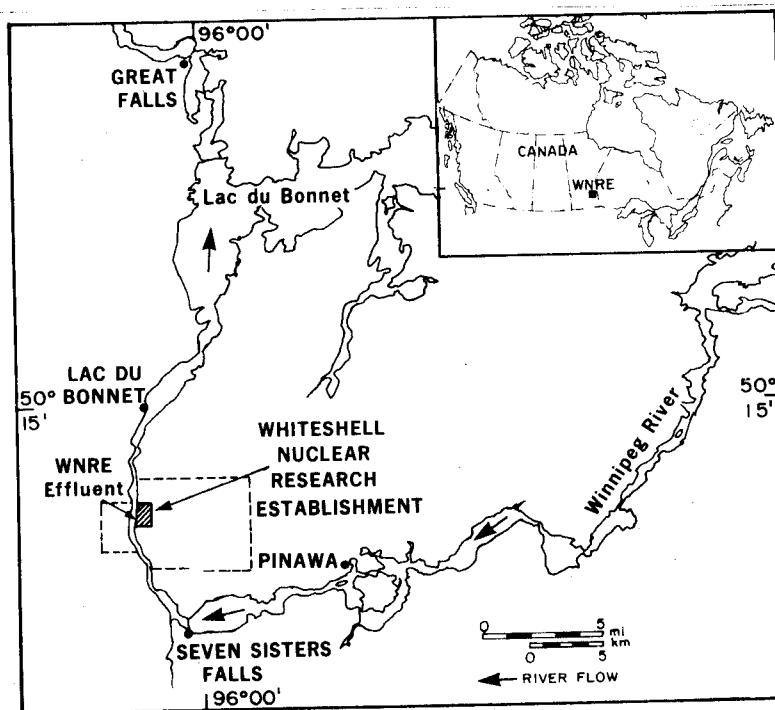 96°00'
GREAT
FALLS
CANADA
WNRE
Lac du Bonnet
LAC DU
BONNET
50°
15'
50°
15'
WHITESHELL
NUCLEAR
RESEARCH
ESTABLISHMENT
WNRE
Effluent
Winnipeg River
PINAWA
SEVEN SISTERS
FALLS
0 5
mi
0 5
km
RIVER FLOW
96°00'